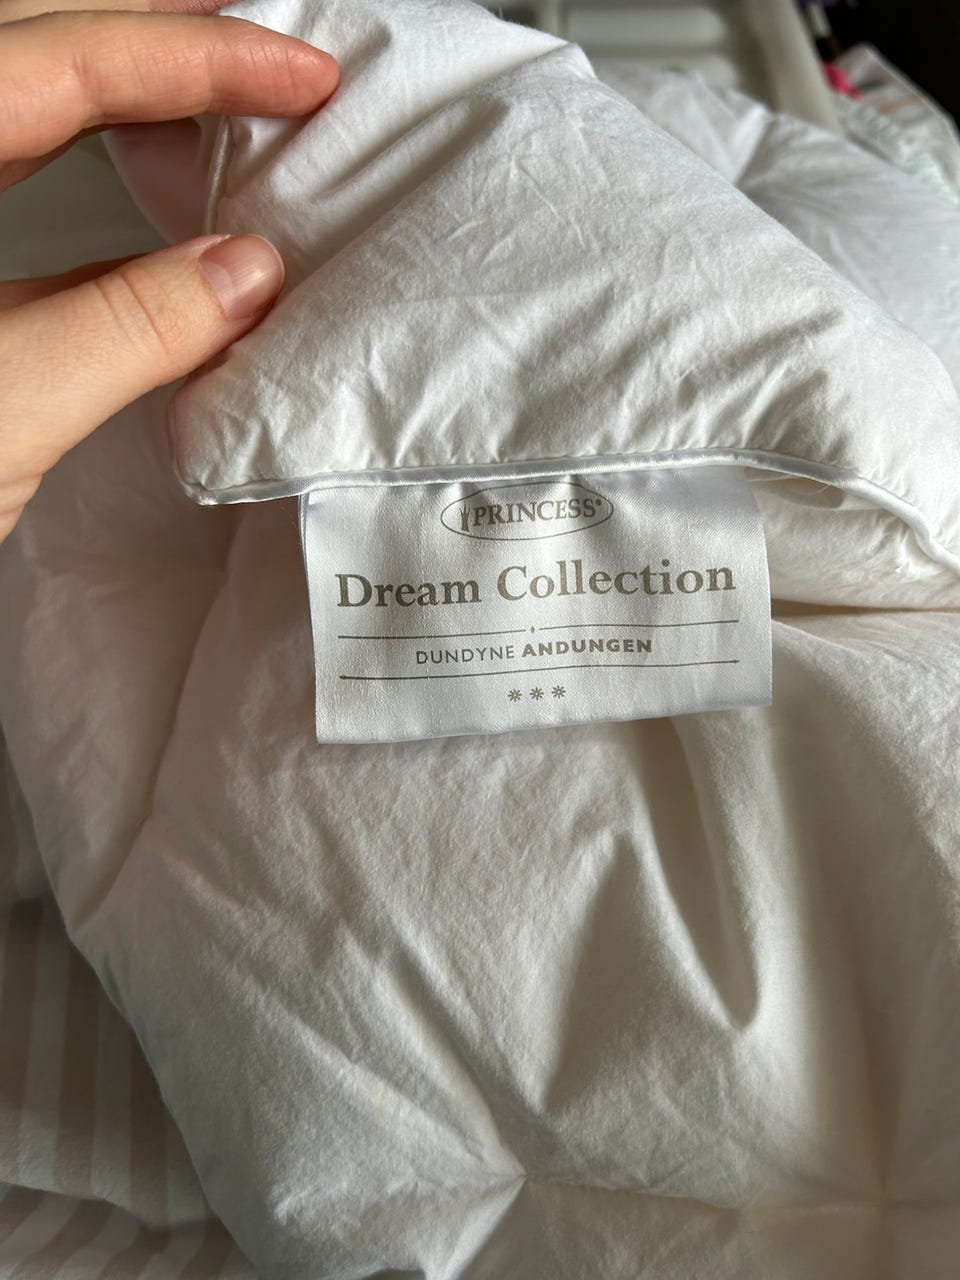 PRINCESS®
Dream Collection
DUNDYNE ANDUNGEN
***